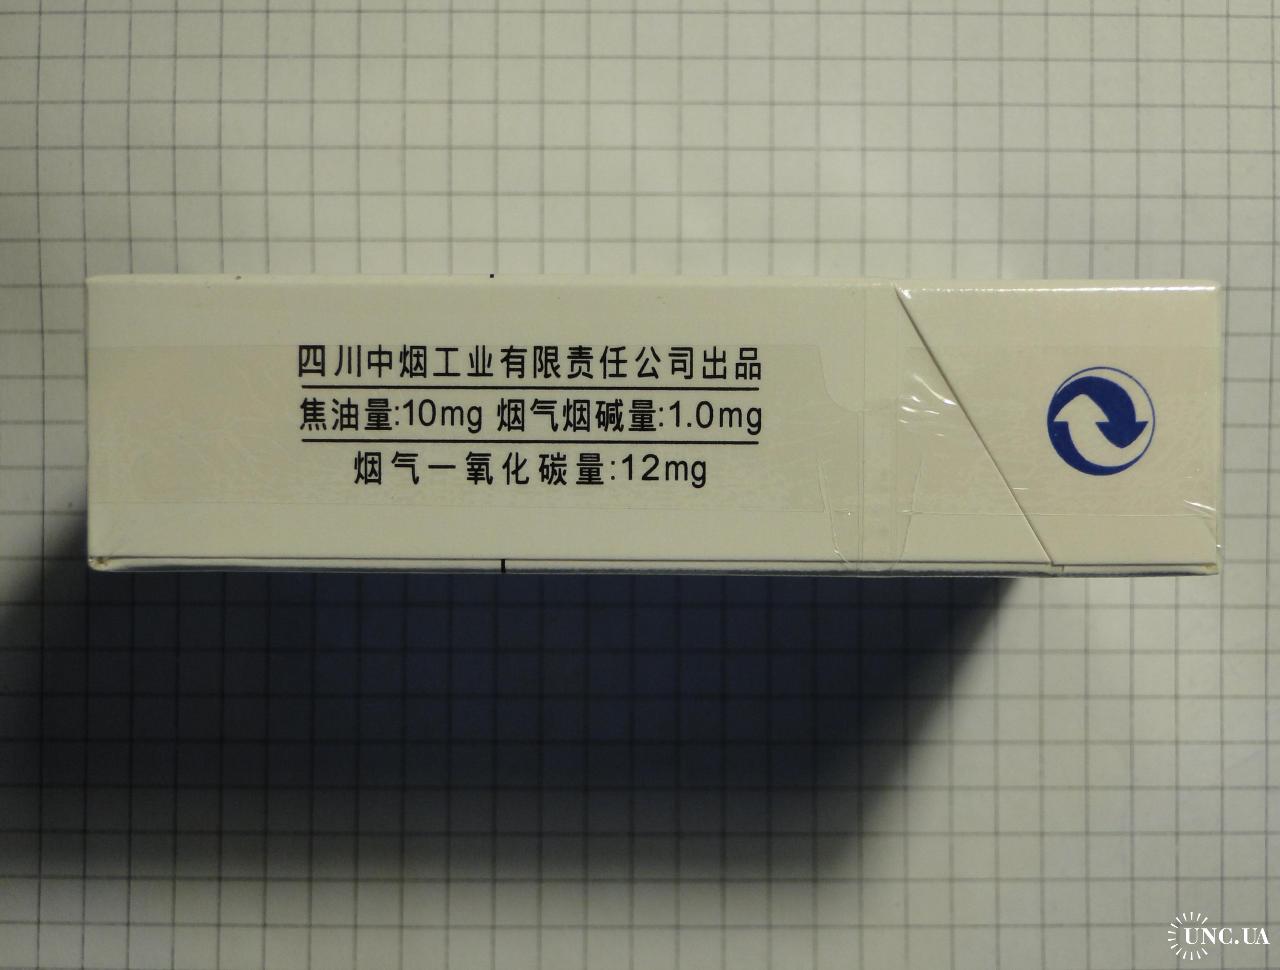 四川中烟工业有限责任公司出品
焦油量:10mg 烟气烟碱量:1.0mg
烟气一氧化碳量:12mg
UNC.UA